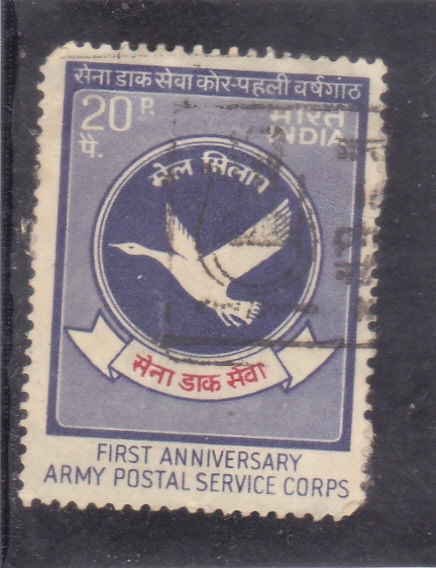 सेना डाक सेवा कोर-पहली वर्षगांठ
20 P. भारत
पै. INDIA
मेल मिलाप
सेना डाक सेवा
FIRST ANNIVERSARY
ARMY POSTAL SERVICE CORPS